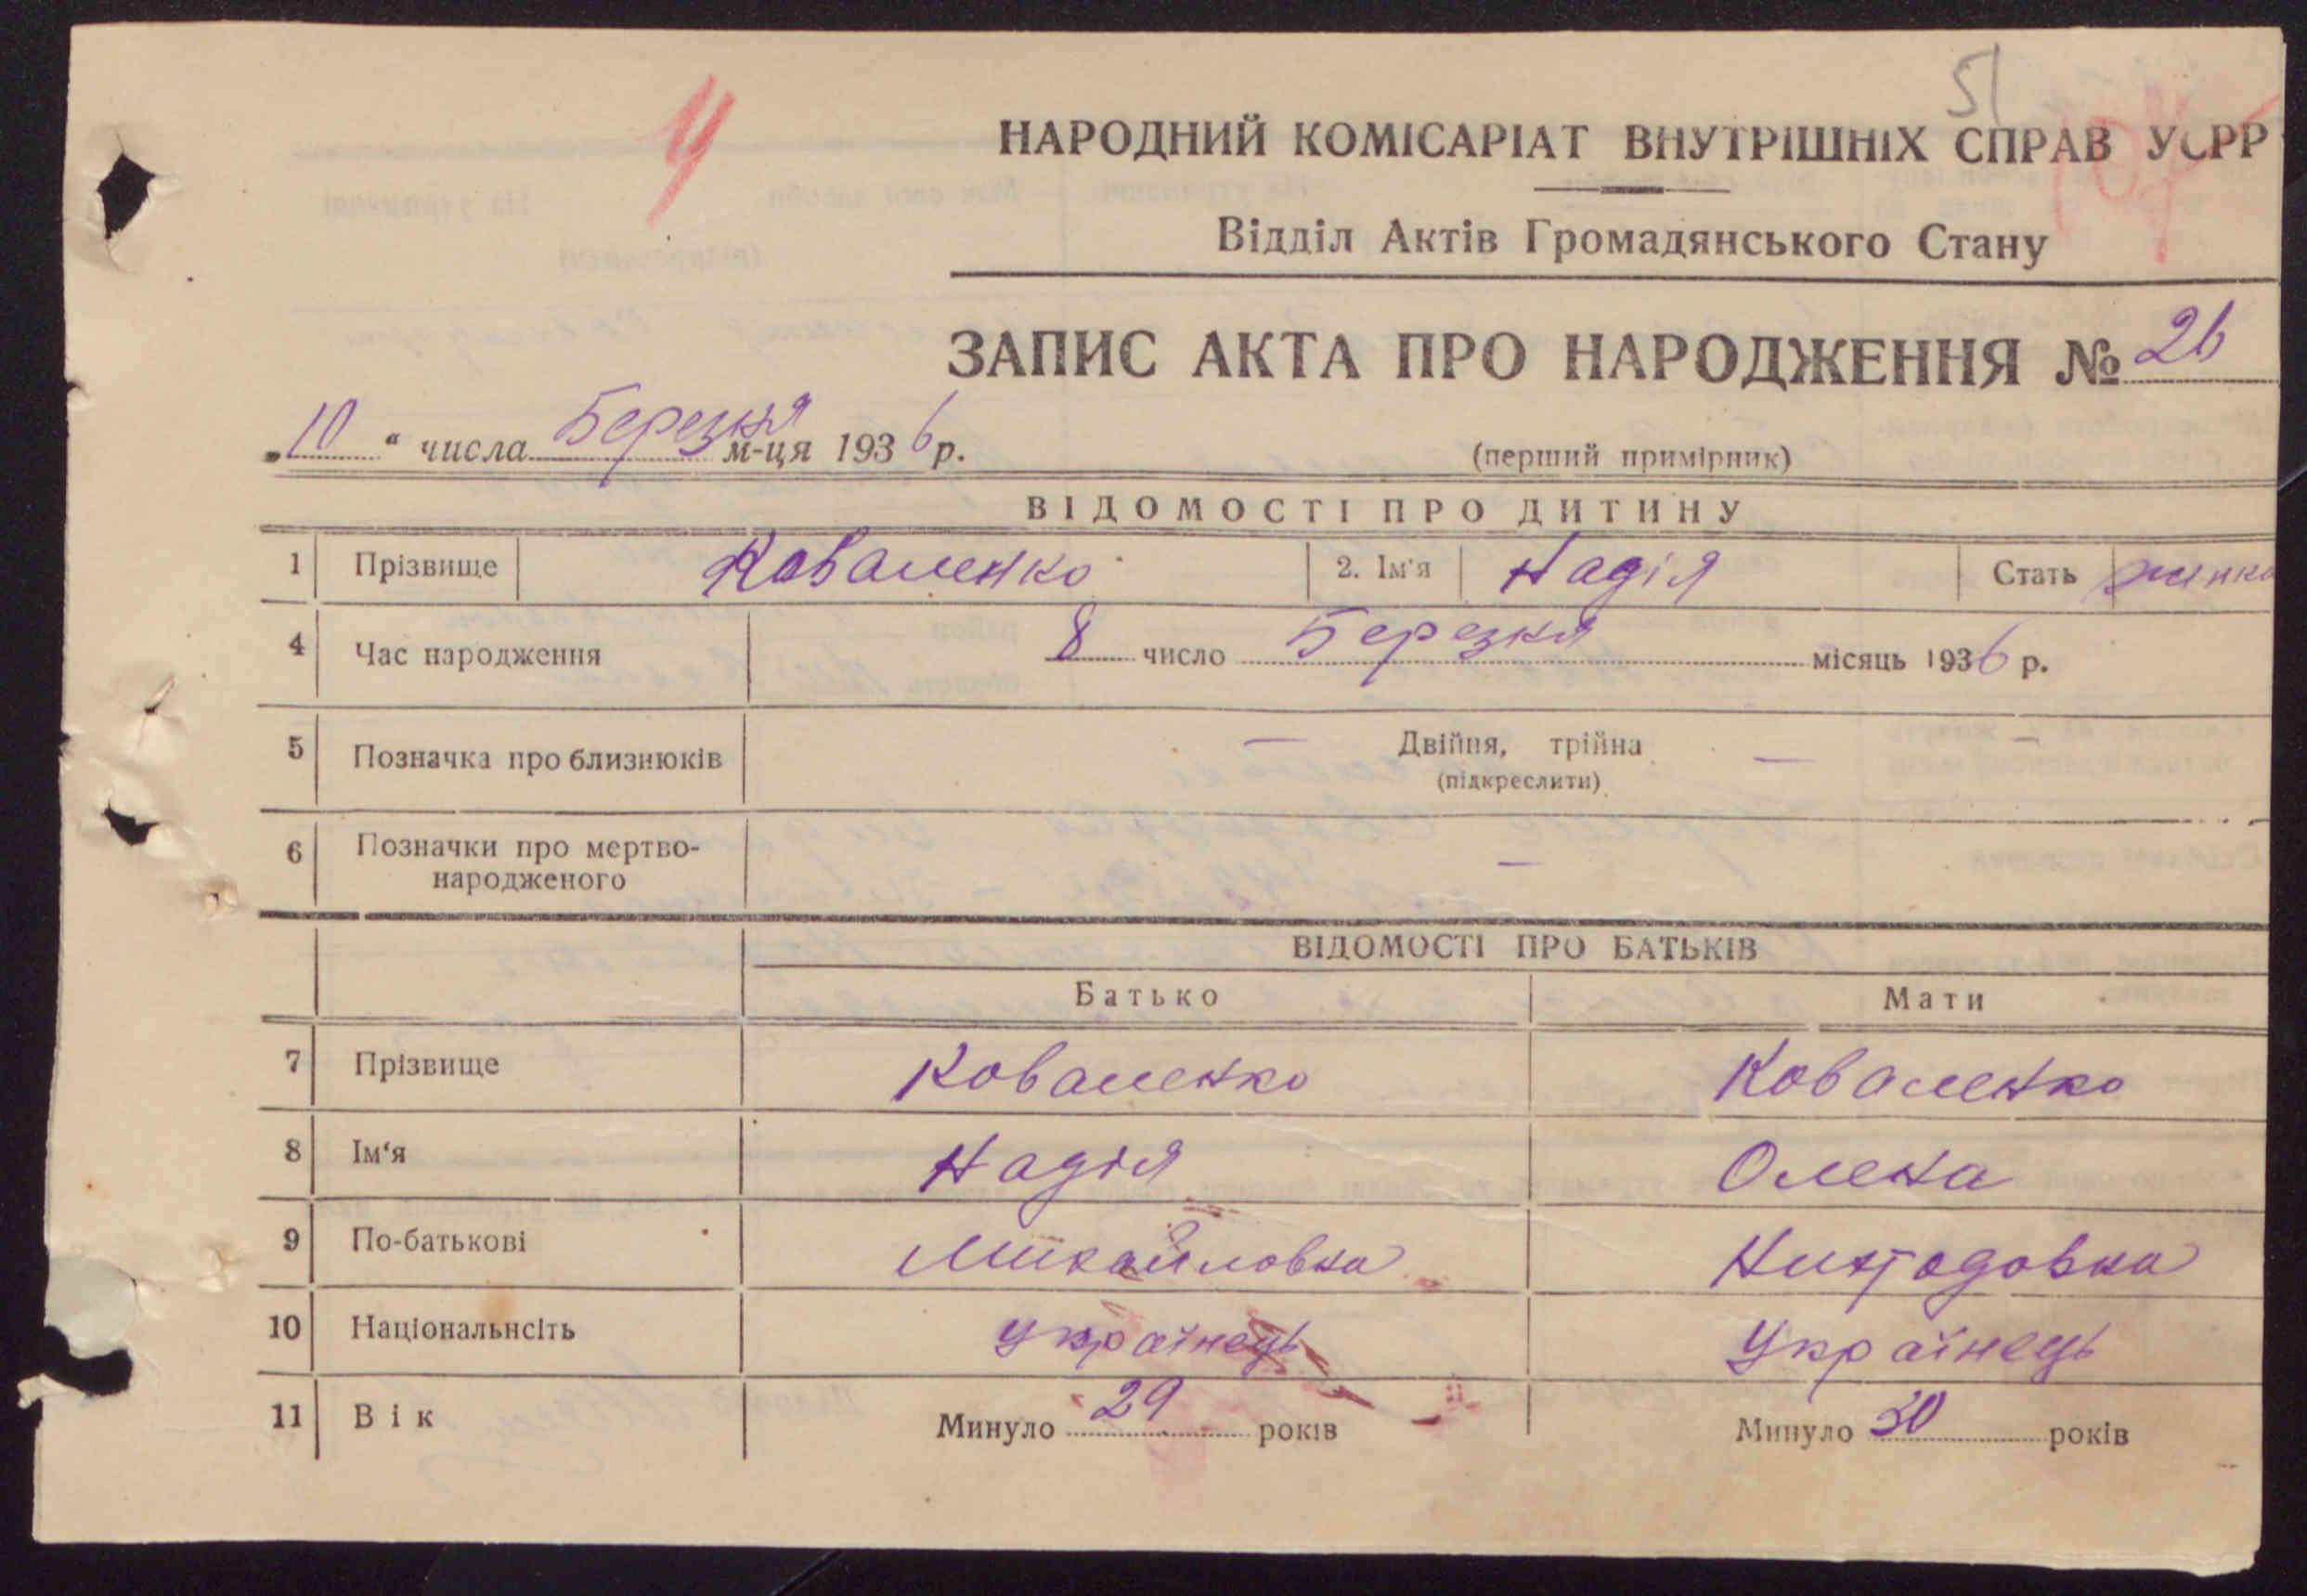 51
НАРОДНИЙ КОМІСАРІАТ ВНУТРІШНІХ СПРАВ УСРР
Відділ Актів Громадянського Стану
ЗАПИС АКТА ПРО НАРОДЖЕННЯ № 26
„10“ числа Березня м-ця 1936 р. (перший примірник)
ВІДОМОСТІ ПРО ДИТИНУ
1 Прізвище Коваленко 2. Ім'я Надія Стать жінка
4 Час народження 8 число Березня місяць 1936 р.
5 Позначка про близнюків — Двійня, трійна —
(підкреслити)
6 Позначки про мертво-
народженого —
ВІДОМОСТІ ПРО БАТЬКІВ
Батько Мати
7 Прізвище Коваленко Коваленко
8 Ім‘я Надія Олена
9 По-батькові Михайловна
10 Національнсіть Українець Українець
11 Вік Минуло 29 років Минуло 30 років